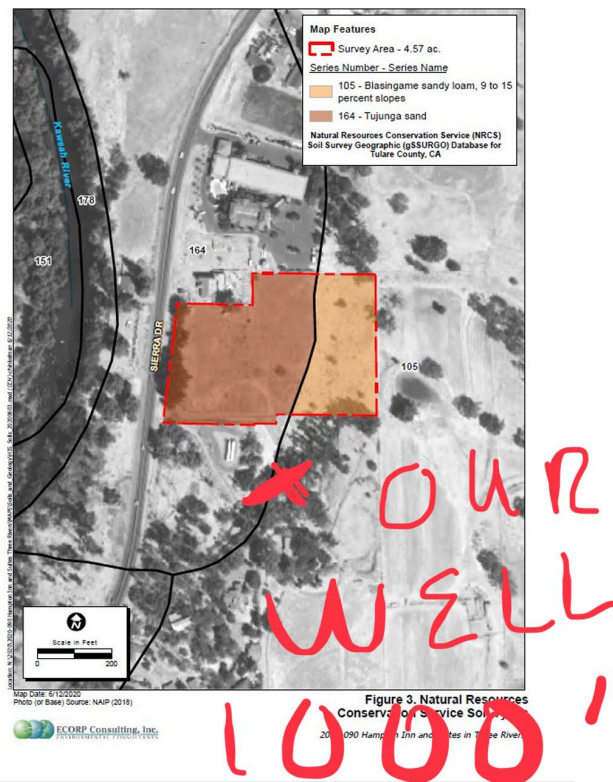 Map Features
Survey Area - 4.57 ac.
Series Number - Series Name
105 - Blasingame sandy loam, 9 to 15
percent slopes
164 - Tujunga sand
Natural Resources Conservation Service (NRCS)
Soil Survey Geographic (gSSURGO) Database for
Tulare County, CA
Kaweah River
178
151
164
SIERRA DR
105
OUR
WELL
1000'
N
Scale in Feet
0 200
Map Date: 6/12/2020
Photo (or Base) Source: NAIP (2018)
ECORP Consulting, Inc.
ENVIRONMENTAL CONSULTANTS
Figure 3. Natural Resources
Service
090 Hampton Inn and in Three